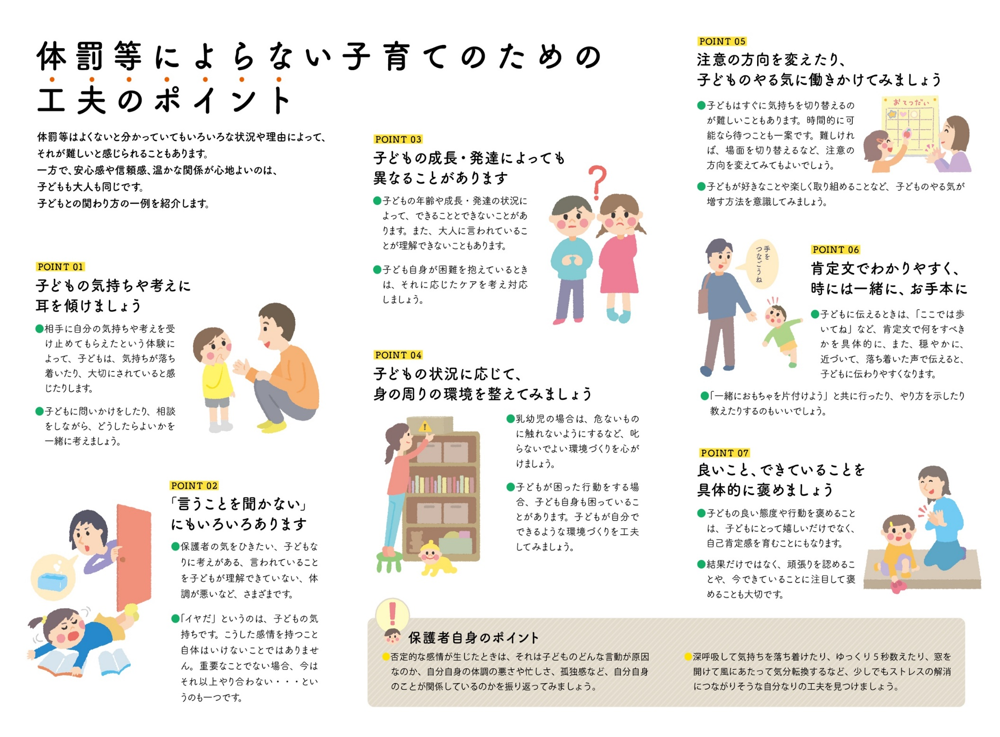 体罰等によらない子育てのための
工夫のポイント
体罰等はよくないと分かっていてもいろいろな状況や理由によって、
それが難しいと感じられることもあります。
一方で、安心感や信頼感、温かな関係が心地よいのは、
子どもも大人も同じです。
子どもとの関わり方の一例を紹介します。
POINT 01
子どもの気持ちや考えに
耳を傾けましょう
●相手に自分の気持ちや考えを受
け止めてもらえたという体験に
よって、子どもは、気持ちが落ち
着いたり、大切にされていると感
じたりします。
●子どもに問いかけをしたり、相談
をしながら、どうしたらよいかを
一緒に考えましょう。
POINT 02
「言うことを聞かない」
にもいろいろあります
●保護者の気をひきたい、子どもな
りに考えがある、言われていること
を子どもが理解できていない、体
調が悪いなど、さまざまです。
●「イヤだ」というのは、子どもの気
持ちです。こうした感情を持つこと
自体はいけないことではありませ
ん。重要なことでない場合、今は
それ以上やり合わない・・・とい
うのも一つです。
POINT 03
子どもの成長・発達によっても
異なることがあります
●子どもの年齢や成長・発達の状況に
よって、できることとできないことがあ
ります。また、大人に言われているこ
とが理解できないこともあります。
●子ども自身が困難を抱えているとき
は、それに応じたケアを考え対応
しましょう。
?
POINT 04
子どもの状況に応じて、
身の周りの環境を整えてみましょう
!
●乳幼児の場合は、危ないもの
に触れないようにするなど、叱
らないでよい環境づくりを心が
けましょう。
●子どもが困った行動をする場
合、子ども自身も困っているこ
とがあります。子どもが自分で
できるような環境づくりを工夫
してみましょう。
POINT 05
注意の方向を変えたり、
子どものやる気に働きかけてみましょう
●子どもはすぐに気持ちを切り替えるの
が難しいこともあります。時間的に可
能なら待つことも一案です。難しけれ
ば、場面を切り替えるなど、注意の
方向を変えてみてもよいでしょう。
おてつだい
●子どもが好きなことや楽しく取り組めることなど、子どものやる気が
増す方法を意識してみましょう。
手を
つなごうね
POINT 06
肯定文でわかりやすく、
時には一緒に、お手本に
●子どもに伝えるときは、「ここでは歩
いてね」など、肯定文で何をすべき
かを具体的に、また、穏やかに、
近づいて、落ち着いた声で伝えると、
子どもに伝わりやすくなります。
●「一緒におもちゃを片付けよう」と共に行ったり、やり方を示したり
教えたりするのもいいでしょう。
POINT 07
良いこと、できていることを
具体的に褒めましょう
●子どもの良い態度や行動を褒めること
は、子どもにとって嬉しいだけでなく、
自己肯定感を育むことにもなります。
●結果だけではなく、頑張りを認めるこ
とや、今できていることに注目して褒
めることも大切です。
!
保護者自身のポイント
●否定的な感情が生じたときは、それは子どものどんな言動が原因
なのか、自分自身の体調の悪さや忙しさ、孤独感など、自分自身
のことが関係しているのかを振り返ってみましょう。
●深呼吸して気持ちを落ち着けたり、ゆっくり5秒数えたり、窓を
開けて風にあたって気分転換するなど、少しでもストレスの解消
につながりそうな自分なりの工夫を見つけましょう。